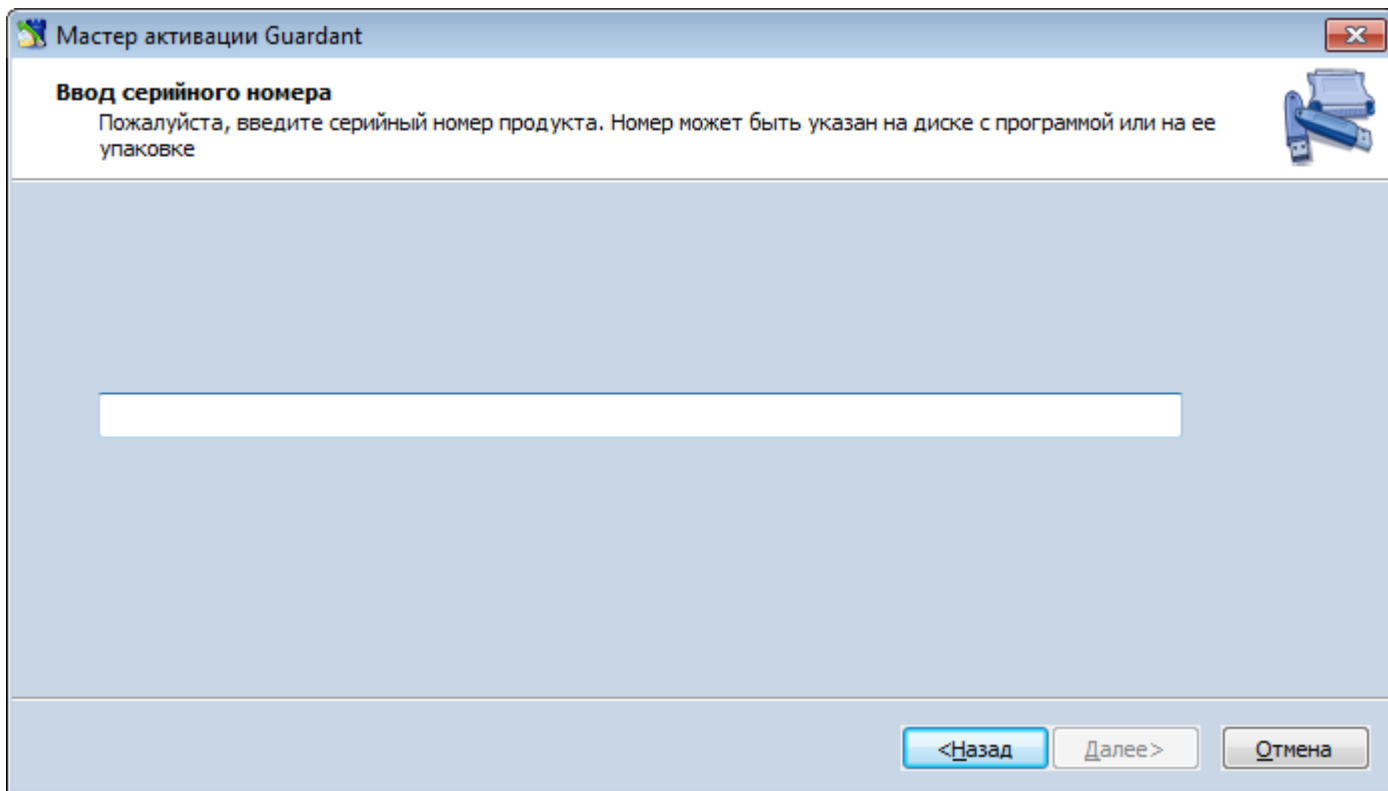 Мастер активации Guardant
Ввод серийного номера
Пожалуйста, введите серийный номер продукта. Номер может быть указан на диске с программой или на ее
упаковке
<Назад
Далее>
Отмена